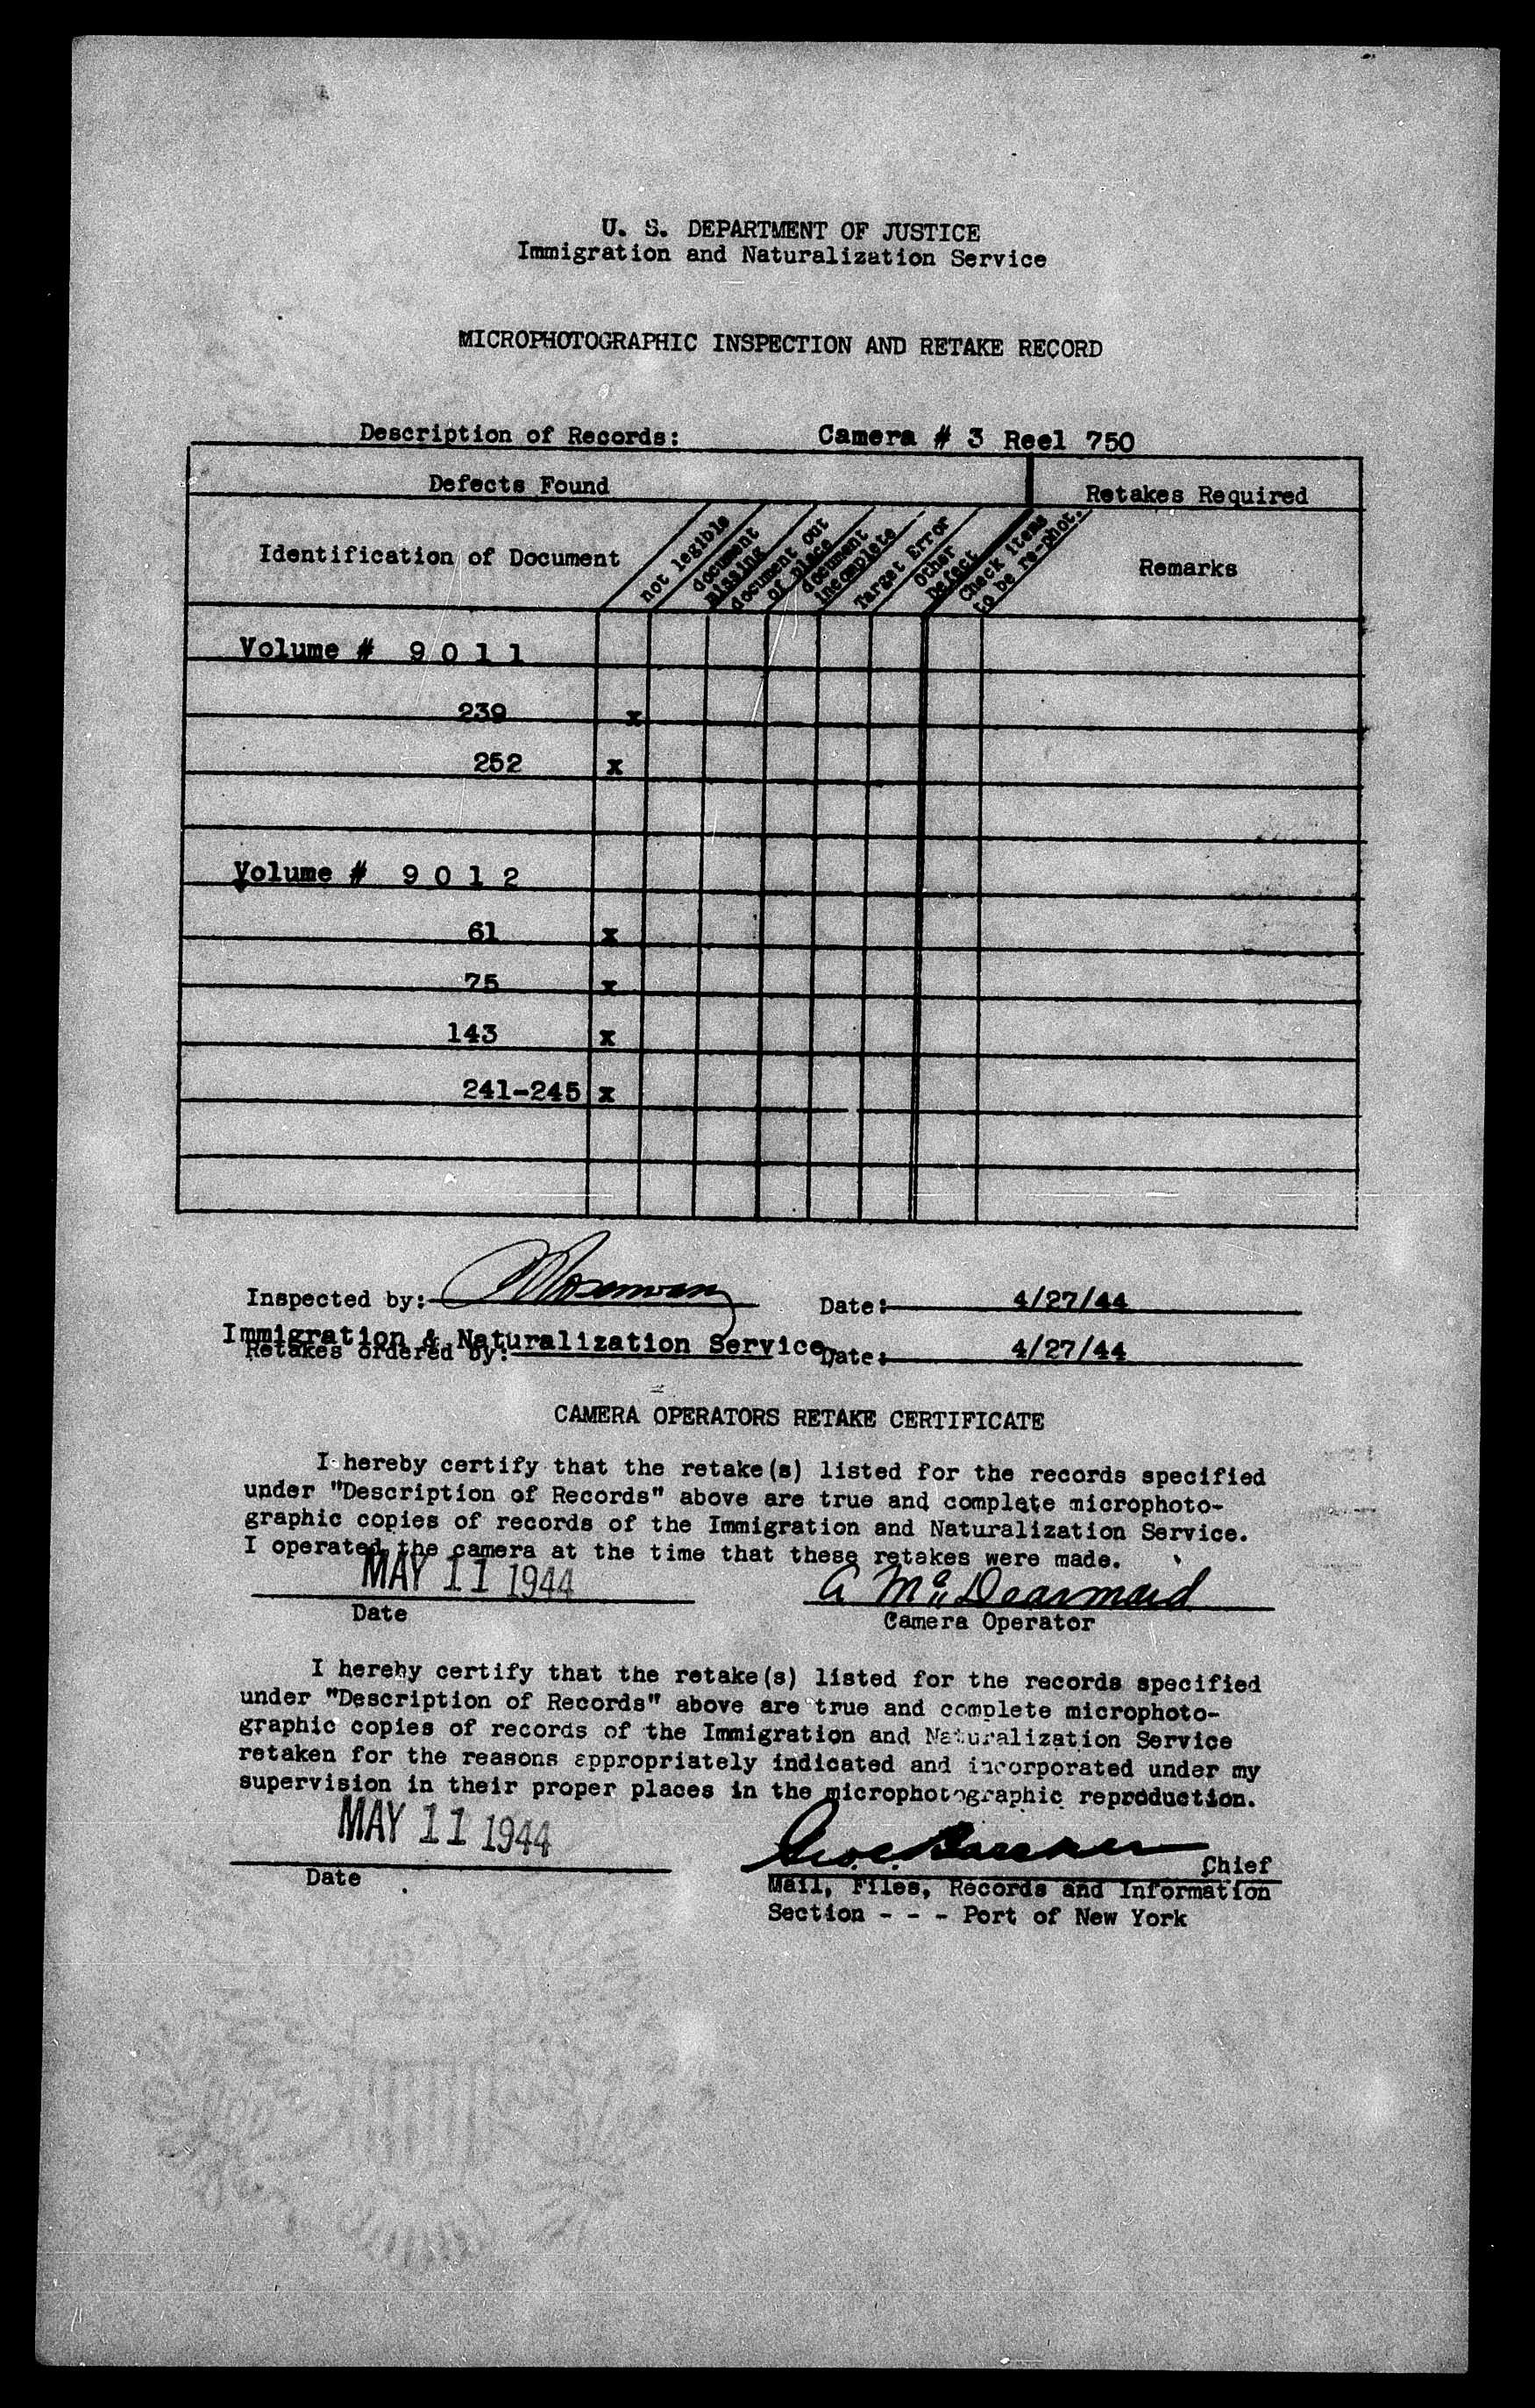 U. S. DEPARTMENT OF JUSTICE
Immigration and Naturalization Service
MICROPHOTOGRAPHIC INSPECTION AND RETAKE RECORD
Description of Records: Camera # 3 Reel 750
Defects Found
Retakes Required
Identification of Document
not legible
document
missing
document out
of place
document
incomplete
Target Error
Other
Defect
Check items
to be re-phot.
Remarks
Volume # 9 0 1 1
239 x
252 x
Volume # 9 0 1 2
61 x
75 x
143 x
241-245 x
Inspected by: Date: 4/27/44
Immigration & Naturalization Service
Retakes ordered by: Date: 4/27/44
CAMERA OPERATORS RETAKE CERTIFICATE
I hereby certify that the retake(s) listed for the records specified
under "Description of Records" above are true and complete microphoto-
graphic copies of records of the Immigration and Naturalization Service.
I operated the camera at the time that these retakes were made.
MAY 11 1944
Date
Camera Operator
I hereby certify that the retake(s) listed for the records specified
under "Description of Records" above are true and complete microphoto-
graphic copies of records of the Immigration and Naturalization Service
retaken for the reasons appropriately indicated and incorporated under my
supervision in their proper places in the microphotographic reproduction.
MAY 11 1944
Date
Chief
Mail, Files, Records and Information
Section - - - Port of New York